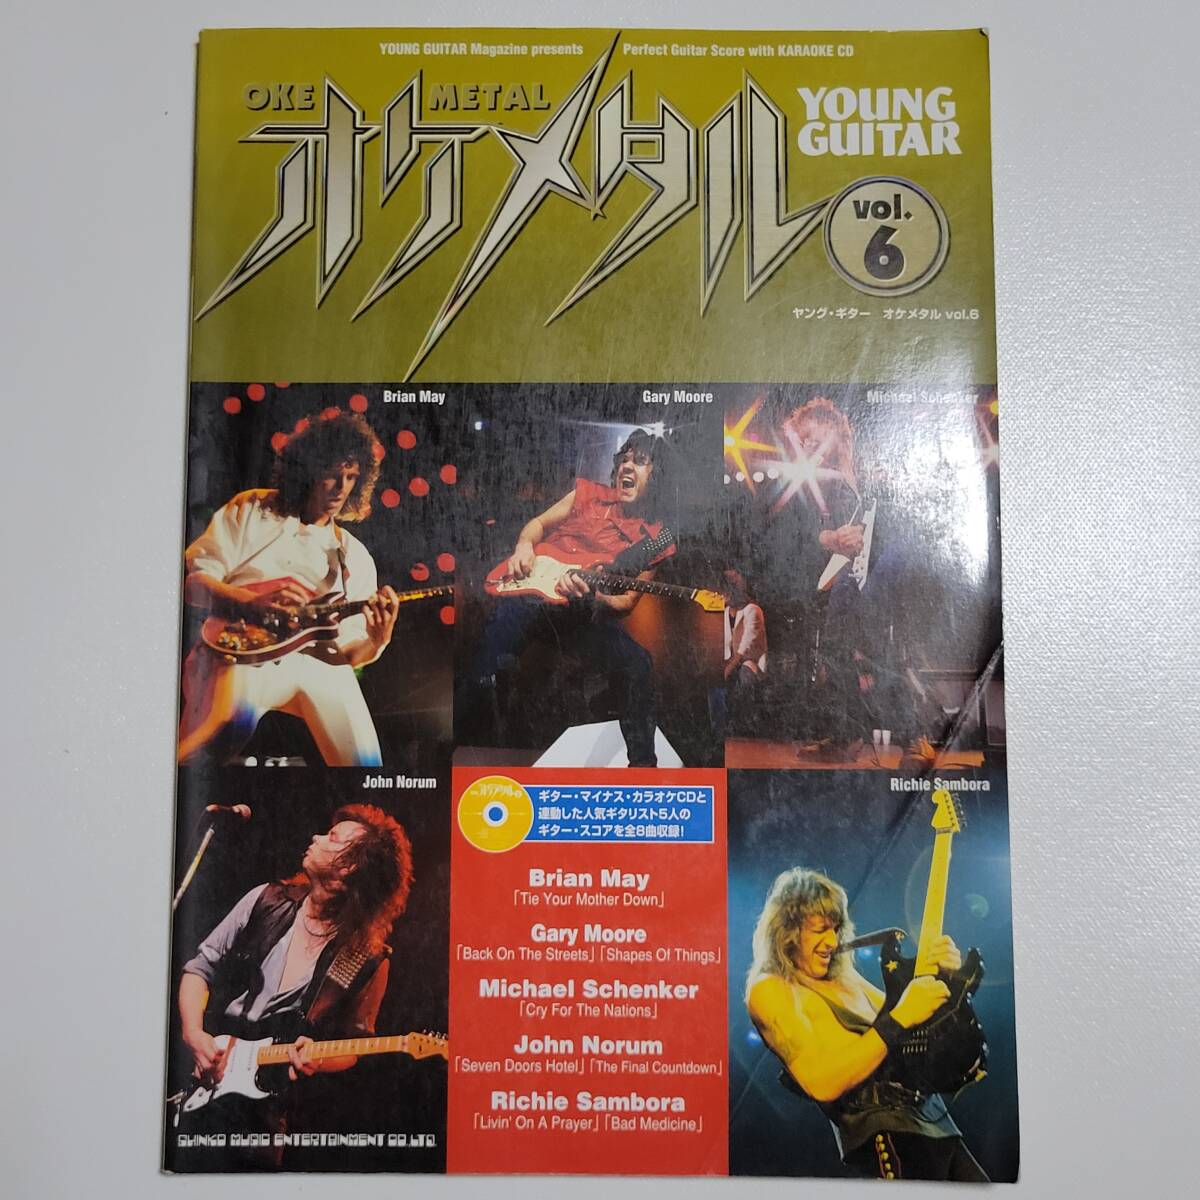 YOUNG GUITAR Magazine presents Perfect Guitar Score with KARAOKE CD
OKE METAL
オケメタル
YOUNG
GUITAR
vol.
6
ヤング・ギター オケメタル vol.6
Brian May
Gary Moore
Michael Schenker
John Norum
Richie Sambora
ギター・マイナス・カラオケCDと
連動した人気ギタリスト5人の
ギター・スコアを全8曲収録!
Brian May
「Tie Your Mother Down」
Gary Moore
「Back On The Streets」「Shapes Of Things」
Michael Schenker
「Cry For The Nations」
John Norum
「Seven Doors Hotel」「The Final Countdown」
Richie Sambora
「Livin' On A Prayer」「Bad Medicine」
SHINKO MUSIC ENTERTAINMENT CO.,LTD.